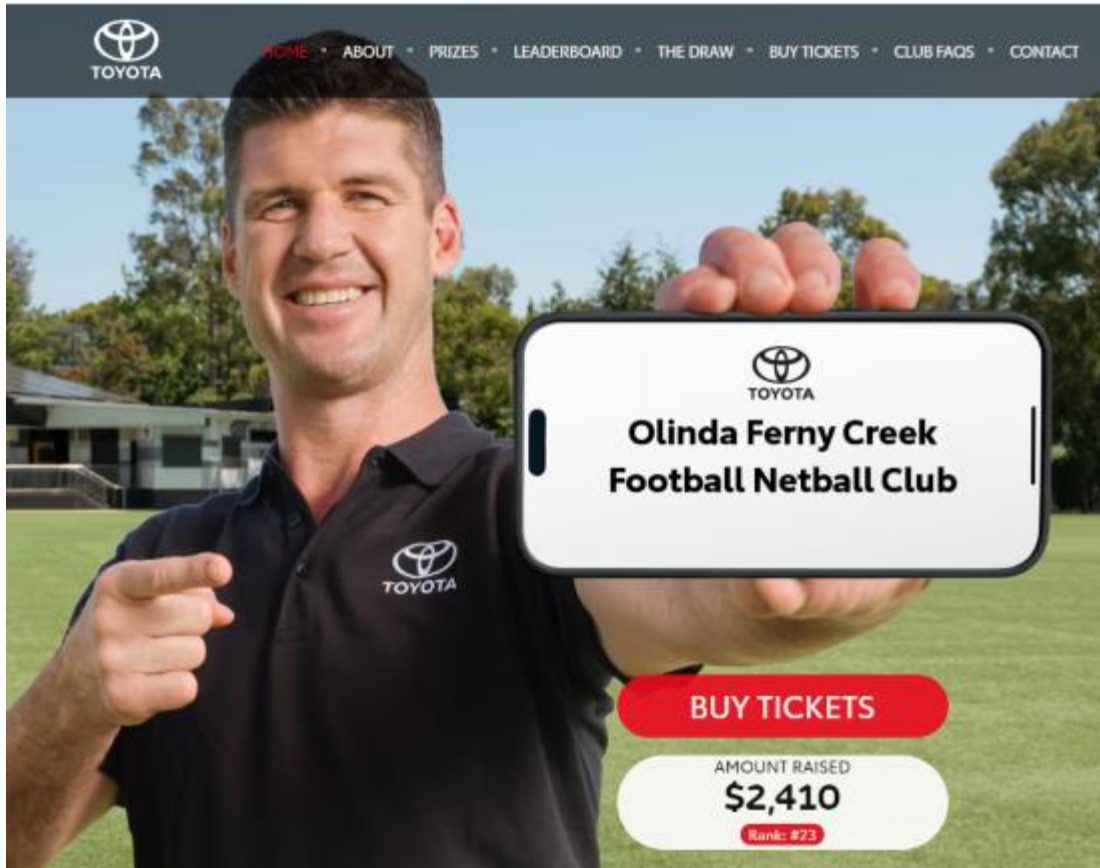 TOYOTA
HOME • ABOUT • PRIZES • LEADERBOARD • THE DRAW • BUY TICKETS • CLUB FAQS • CONTACT
TOYOTA
Olinda Ferny Creek
Football Netball Club
TOYOTA
BUY TICKETS
AMOUNT RAISED
$2,410
Rank: #23